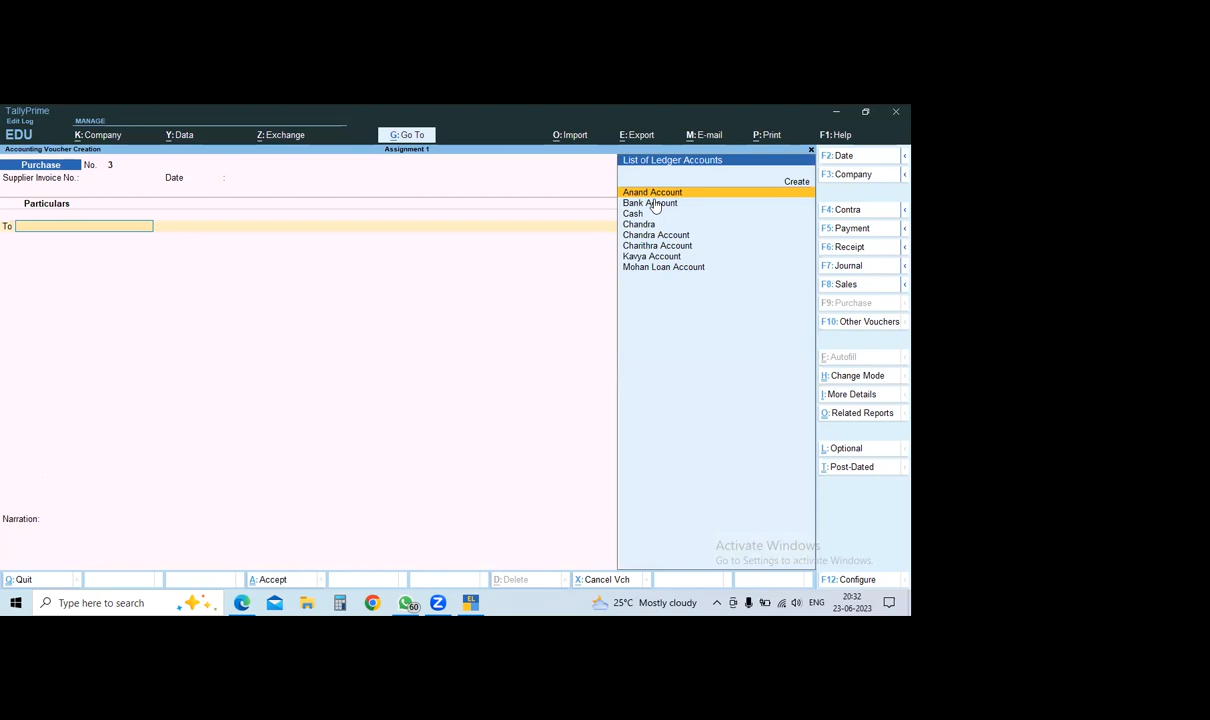 TallyPrime
Edit Log
EDU
MANAGE
K: Company
Y: Data
Z: Exchange
G: Go To
O: Import
E: Export
M: E-mail
P: Print
F1: Help
Accounting Voucher Creation
Assignment 1
Purchase No. 3
Supplier Invoice No.:
Date :
Particulars
To
List of Ledger Accounts
Create
Anand Account
Bank Account
Cash
Chandra
Chandra Account
Charithra Account
Kavya Account
Mohan Loan Account
F2: Date
F3: Company
F4: Contra
F5: Payment
F6: Receipt
F7: Journal
F8: Sales
F9: Purchase
F10: Other Vouchers
F: Autofill
H: Change Mode
I: More Details
O: Related Reports
L: Optional
T: Post-Dated
Narration:
Activate Windows
Go to Settings to activate Windows.
Q: Quit
A: Accept
D: Delete
X: Cancel Vch
F12: Configure
Type here to search
60
EL
25°C Mostly cloudy
ENG
20:32
23-06-2023